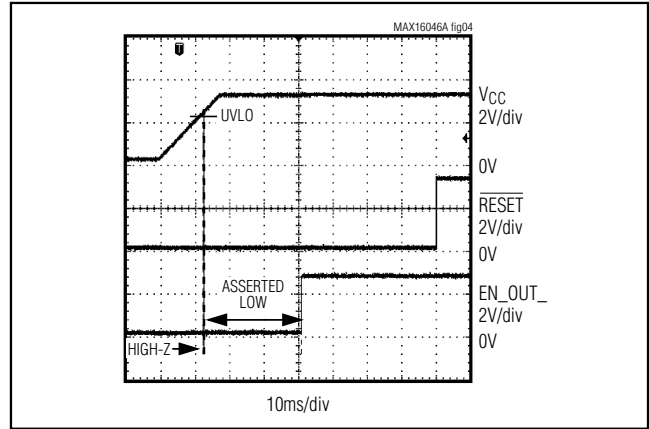 MAX16046A fig04
T
UVLO
VCC
2V/div
0V
RESET
2V/div
0V
ASSERTED
LOW
EN_OUT_
2V/div
0V
HIGH-Z
10ms/div